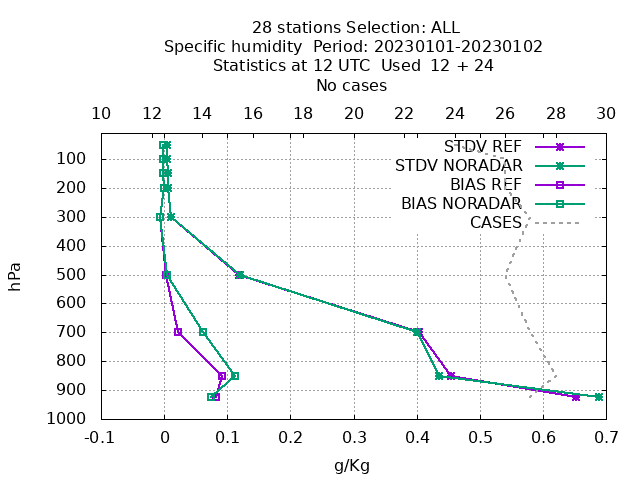 28 stations Selection: ALL
Specific humidity  Period: 20230101-20230102
Statistics at 12 UTC  Used  12 + 24
No cases
10 12 14 16 18 20 22 24 26 28 30
STDV REF
STDV NORADAR
BIAS REF
BIAS NORADAR
CASES
100
200
300
400
500
600
700
800
900
1000
hPa
-0.1 0 0.1 0.2 0.3 0.4 0.5 0.6 0.7
g/Kg